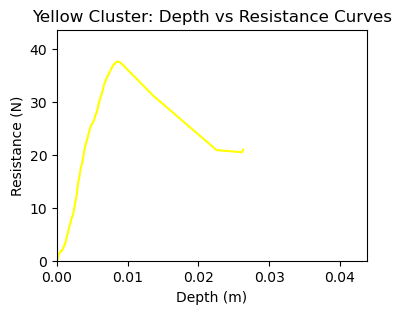 Yellow Cluster: Depth vs Resistance Curves
Resistance (N)
40
30
20
10
0
0.00 0.01 0.02 0.03 0.04
Depth (m)